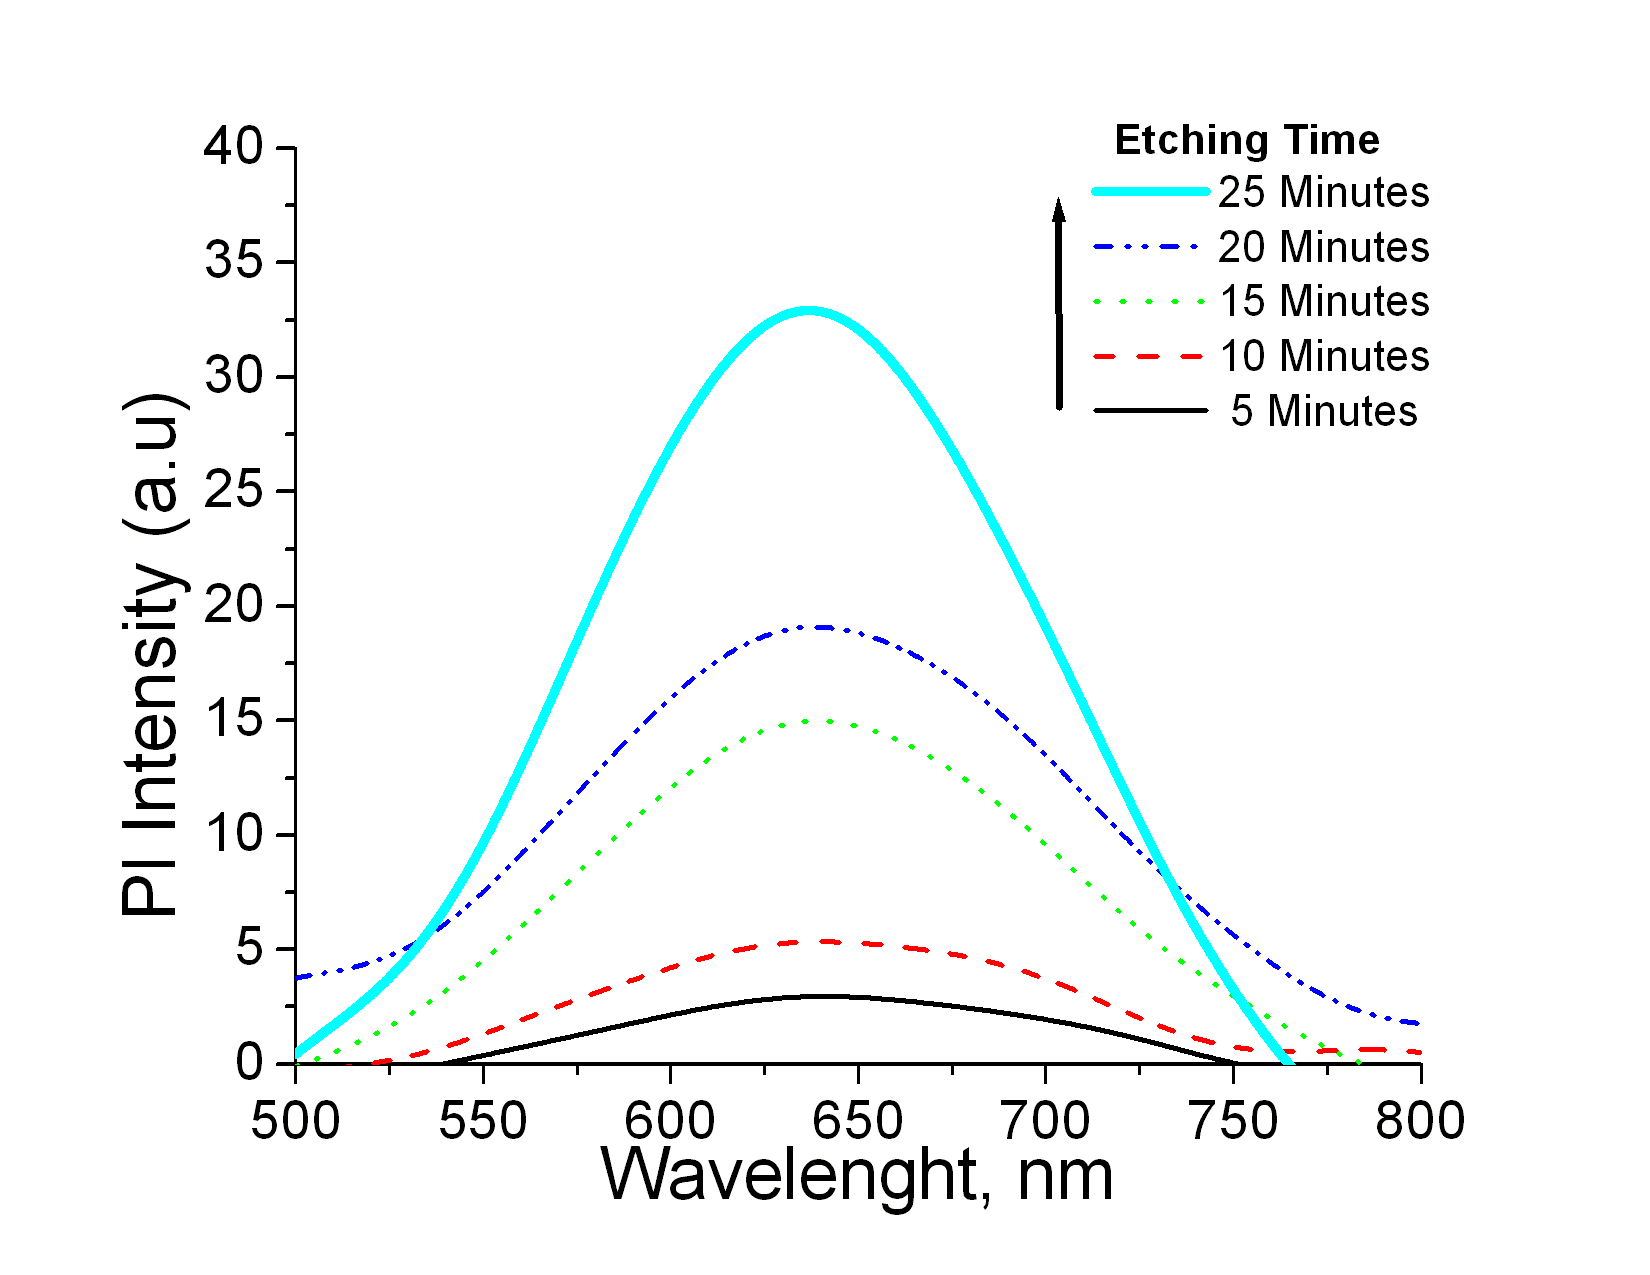 Etching Time
25 Minutes
20 Minutes
15 Minutes
10 Minutes
5 Minutes
PI Intensity (a.u)
40
35
30
25
20
15
10
5
0
500 550 600 650 700 750 800
Wavelenght, nm